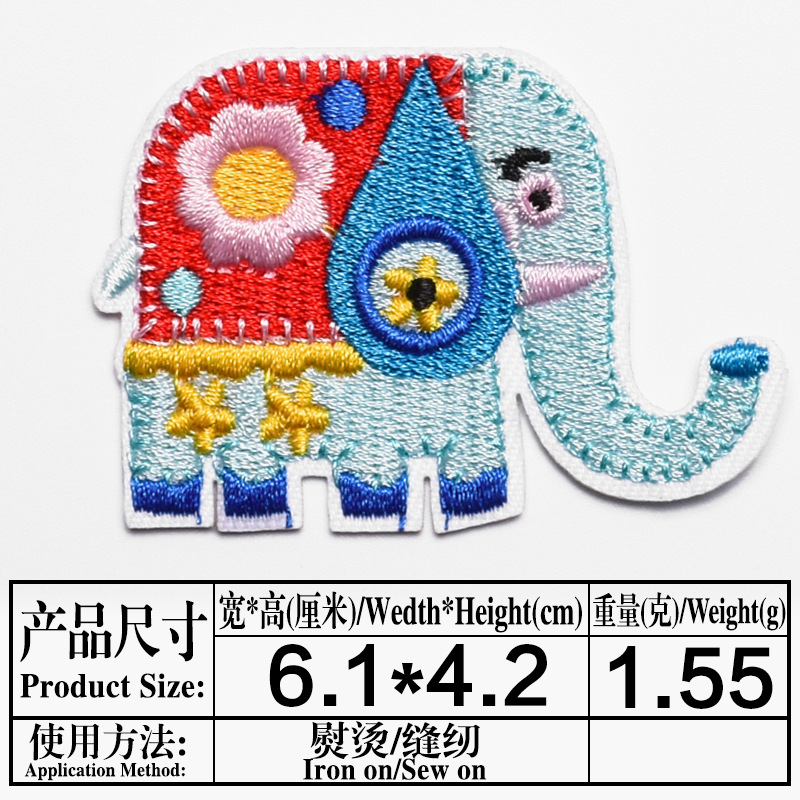 产品尺寸
Product Size:
宽*高(厘米)/Wedth*Height(cm)
重量(克)/Weight(g)
6.1*4.2
1.55
使用方法:
Application Method:
熨烫/缝纫
Iron on/Sew on